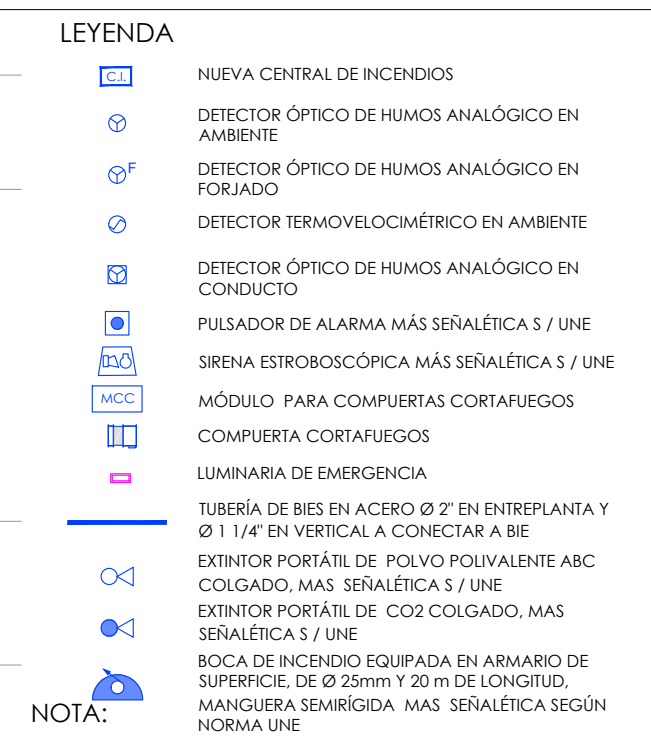 LEYENDA
C.I. NUEVA CENTRAL DE INCENDIOS
DETECTOR ÓPTICO DE HUMOS ANALÓGICO EN
AMBIENTE
F DETECTOR ÓPTICO DE HUMOS ANALÓGICO EN
FORJADO
DETECTOR TERMOVELOCIMÉTRICO EN AMBIENTE
DETECTOR ÓPTICO DE HUMOS ANALÓGICO EN
CONDUCTO
PULSADOR DE ALARMA MÁS SEÑALÉTICA S / UNE
SIRENA ESTROBOSCÓPICA MÁS SEÑALÉTICA S / UNE
MCC MÓDULO PARA COMPUERTAS CORTAFUEGOS
COMPUERTA CORTAFUEGOS
LUMINARIA DE EMERGENCIA
TUBERÍA DE BIES EN ACERO Ø 2" EN ENTREPLANTA Y
Ø 1 1/4" EN VERTICAL A CONECTAR A BIE
EXTINTOR PORTÁTIL DE POLVO POLIVALENTE ABC
COLGADO, MAS SEÑALÉTICA S / UNE
EXTINTOR PORTÁTIL DE CO2 COLGADO, MAS
SEÑALÉTICA S / UNE
BOCA DE INCENDIO EQUIPADA EN ARMARIO DE
SUPERFICIE, DE Ø 25mm Y 20 m DE LONGITUD,
MANGUERA SEMIRÍGIDA MAS SEÑALÉTICA SEGÚN
NORMA UNE
NOTA: